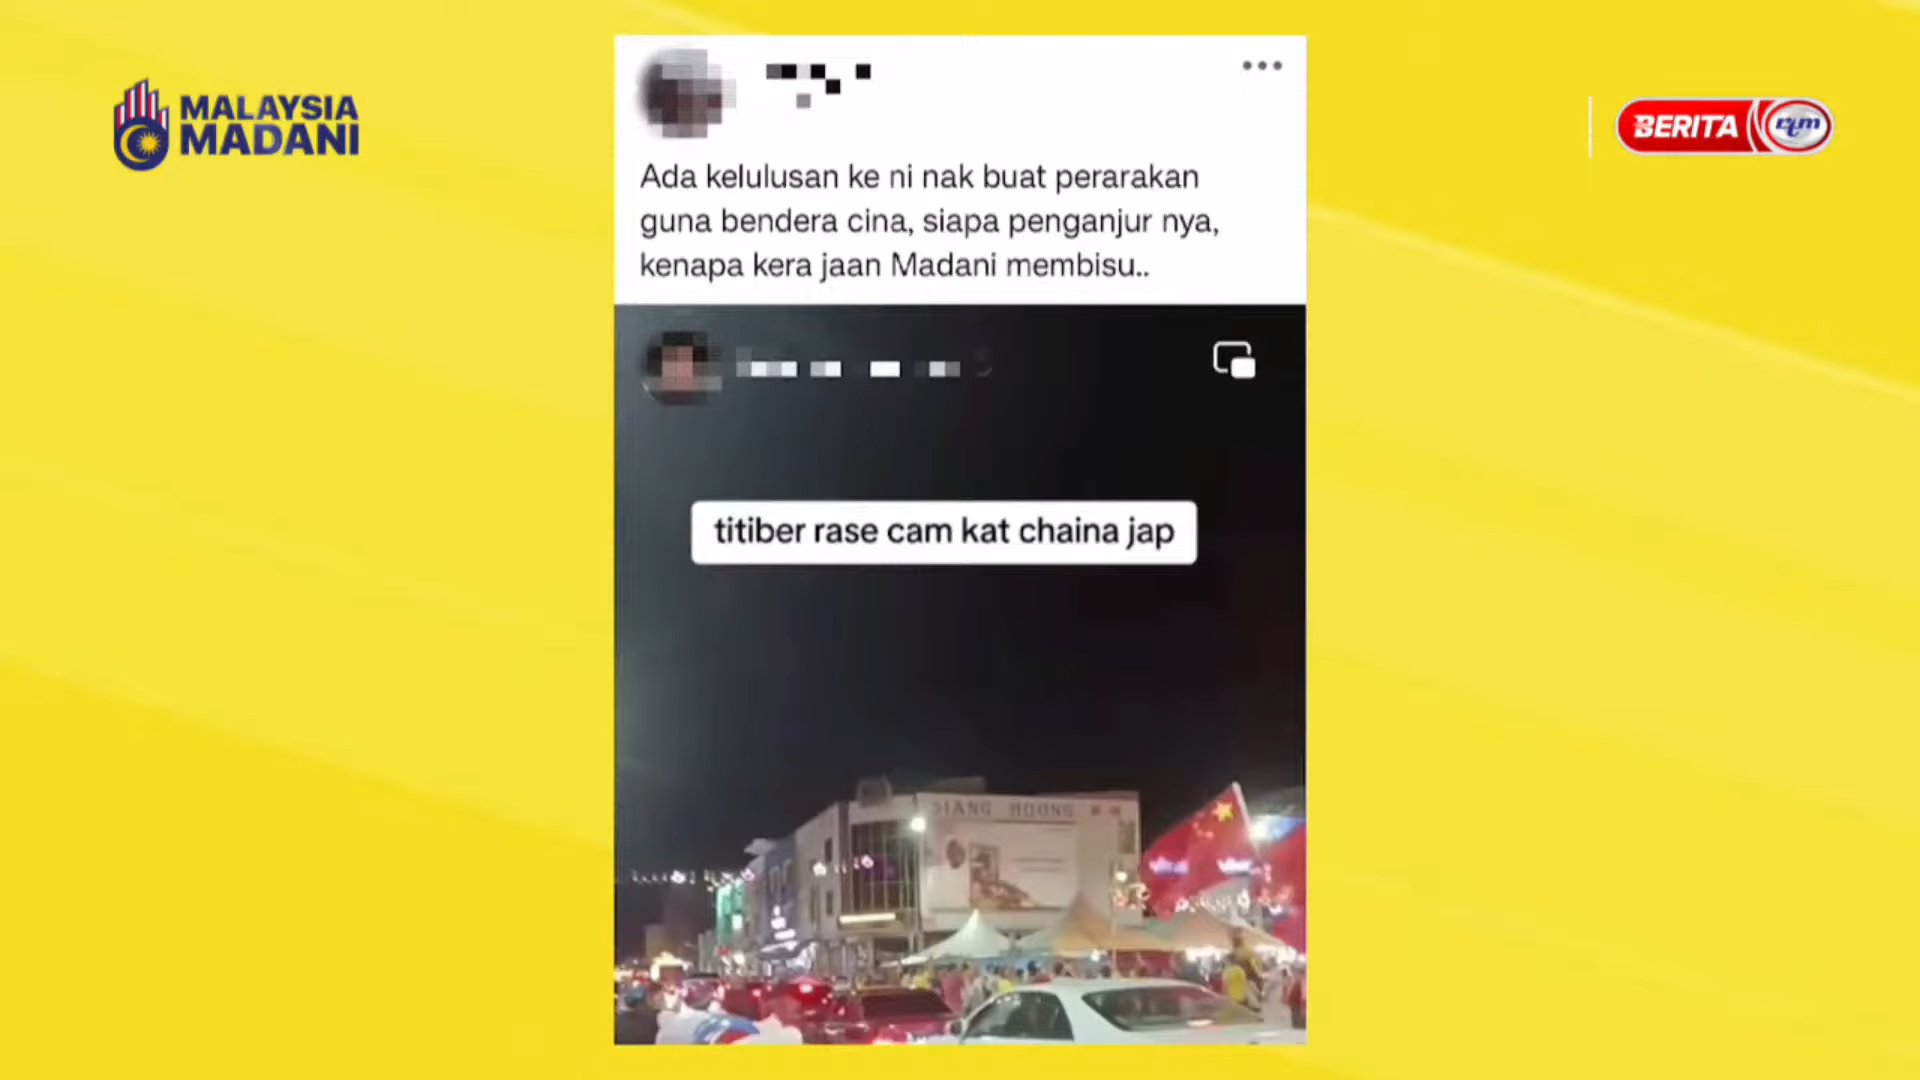 MALAYSIA
MADANI
BERITA rtm
Ada kelulusan ke ni nak buat perarakan
guna bendera cina, siapa penganjur nya,
kenapa kera jaan Madani membisu..
titiber rase cam kat chaina jap